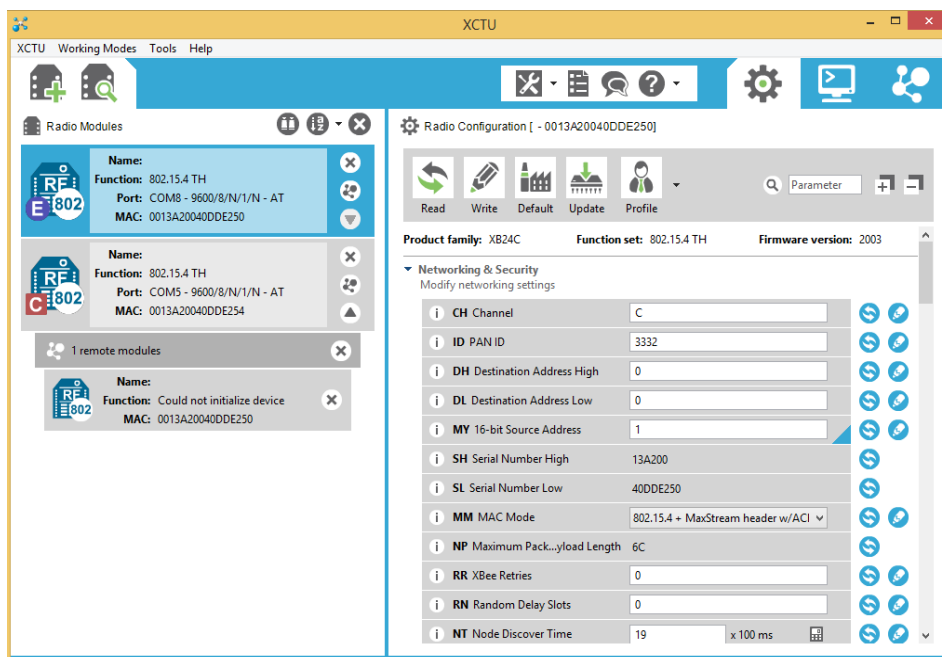 XCTU
XCTU Working Modes Tools Help
Radio Modules
Name:
Function: 802.15.4 TH
Port: COM8 - 9600/8/N/1/N - AT
MAC: 0013A20040DDE250
RF
802
E
Name:
Function: 802.15.4 TH
Port: COM5 - 9600/8/N/1/N - AT
MAC: 0013A20040DDE254
RF
802
C
1 remote modules
Name:
Function: Could not initialize device
MAC: 0013A20040DDE250
RF
802
Radio Configuration [ - 0013A20040DDE250]
Read Write Default Update Profile
Parameter
Product family: XB24C Function set: 802.15.4 TH Firmware version: 2003
Networking & Security
Modify networking settings
i CH Channel C
i ID PAN ID 3332
i DH Destination Address High 0
i DL Destination Address Low 0
i MY 16-bit Source Address 1
i SH Serial Number High 13A200
i SL Serial Number Low 40DDE250
i MM MAC Mode 802.15.4 + MaxStream header w/ACI
i NP Maximum Pack...yload Length 6C
i RR XBee Retries 0
i RN Random Delay Slots 0
i NT Node Discover Time 19 x 100 ms